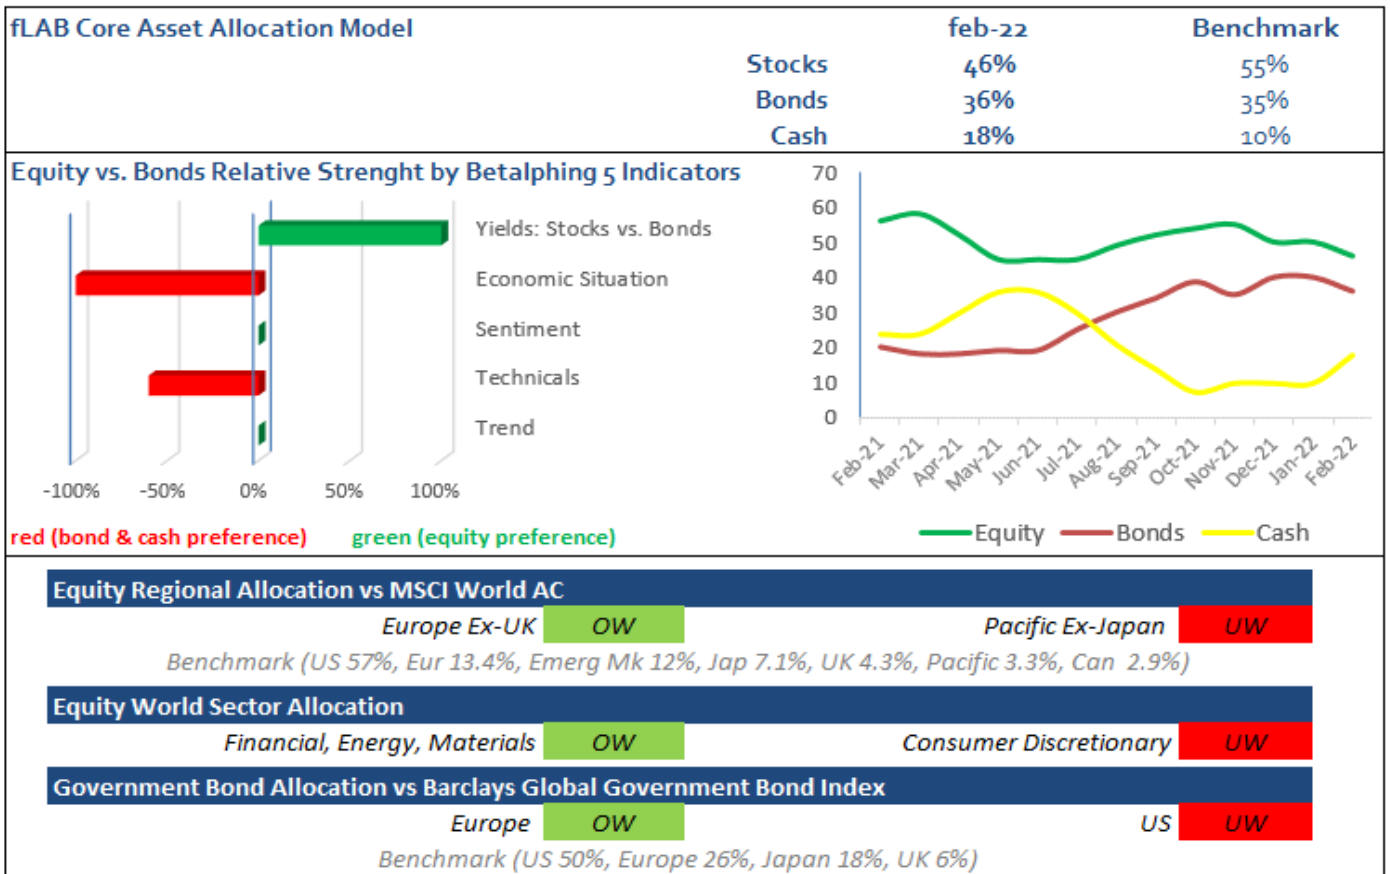 fLAB Core Asset Allocation Model feb-22 Benchmark
Stocks 46% 55%
Bonds 36% 35%
Cash 18% 10%
Equity vs. Bonds Relative Strenght by Betalphing 5 Indicators
Yields: Stocks vs. Bonds
Economic Situation
Sentiment
Technicals
Trend
-100% -50% 0% 50% 100%
red (bond & cash preference) green (equity preference)
70
60
50
40
30
20
10
0
Feb-21 Mar-21 Apr-21 May-21 Jun-21 Jul-21 Aug-21 Sep-21 Oct-21 Nov-21 Dec-21 Jan-22 Feb-22
Equity Bonds Cash
Equity Regional Allocation vs MSCI World AC
Europe Ex-UK OW Pacific Ex-Japan UW
Benchmark (US 57%, Eur 13.4%, Emerg Mk 12%, Jap 7.1%, UK 4.3%, Pacific 3.3%, Can 2.9%)
Equity World Sector Allocation
Financial, Energy, Materials OW Consumer Discretionary UW
Government Bond Allocation vs Barclays Global Government Bond Index
Europe OW US UW
Benchmark (US 50%, Europe 26%, Japan 18%, UK 6%)